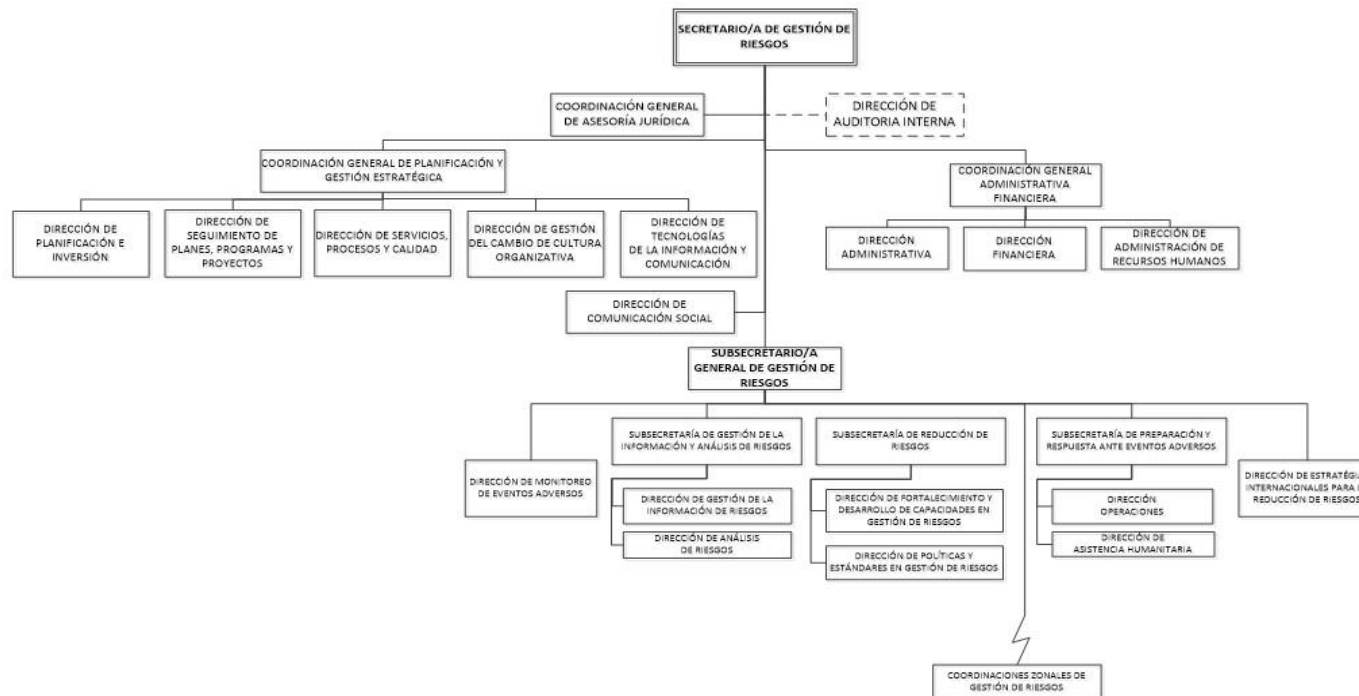 SECRETARIO/A DE GESTIÓN DE
RIESGOS
COORDINACIÓN GENERAL
DE ASESORÍA JURÍDICA
DIRECCIÓN DE
AUDITORIA INTERNA
COORDINACIÓN GENERAL DE PLANIFICACIÓN Y
GESTIÓN ESTRATÉGICA
COORDINACIÓN GENERAL
ADMINISTRATIVA
FINANCIERA
DIRECCIÓN DE
PLANIFICACIÓN E
INVERSIÓN
DIRECCIÓN DE
SEGUIMIENTO DE
PLANES, PROGRAMAS Y
PROYECTOS
DIRECCIÓN DE SERVICIOS,
PROCESOS Y CALIDAD
DIRECCIÓN DE GESTIÓN
DEL CAMBIO DE CULTURA
ORGANIZATIVA
DIRECCIÓN DE
TECNOLOGÍAS
DE LA INFORMACIÓN Y
COMUNICACIÓN
DIRECCIÓN
ADMINISTRATIVA
DIRECCIÓN
FINANCIERA
DIRECCIÓN DE
ADMINISTRACIÓN DE
RECURSOS HUMANOS
DIRECCIÓN DE
COMUNICACIÓN SOCIAL
SUBSECRETARIO/A
GENERAL DE GESTIÓN DE
RIESGOS
DIRECCIÓN DE MONITOREO
DE EVENTOS ADVERSOS
SUBSECRETARÍA DE GESTIÓN DE LA
INFORMACIÓN Y ANÁLISIS DE RIESGOS
DIRECCIÓN DE GESTIÓN DE LA
INFORMACIÓN DE RIESGOS
DIRECCIÓN DE ANÁLISIS
DE RIESGOS
SUBSECRETARÍA DE REDUCCIÓN DE
RIESGOS
DIRECCIÓN DE FORTALECIMIENTO Y
DESARROLLO DE CAPACIDADES EN
GESTIÓN DE RIESGOS
DIRECCIÓN DE POLÍTICAS Y
ESTÁNDARES EN GESTIÓN DE RIESGOS
SUBSECRETARÍA DE PREPARACIÓN Y
RESPUESTA ANTE EVENTOS ADVERSOS
DIRECCIÓN
OPERACIONES
DIRECCIÓN DE
ASISTENCIA HUMANITARIA
DIRECCIÓN DE
INTERNACIONALES PARA
REDUCCIÓN DE RIESGOS
COORDINACIONES ZONALES DE
GESTIÓN DE RIESGOS